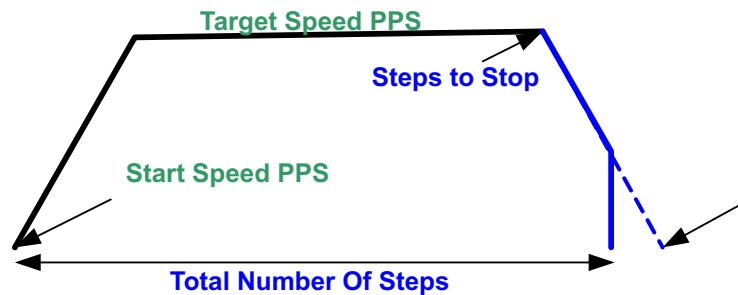 Target Speed PPS
Steps to Stop
Start Speed PPS
Total Number Of Steps